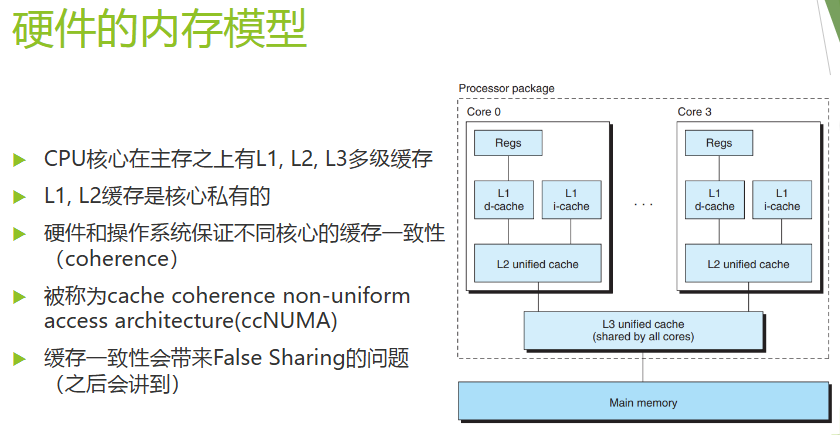 硬件的内存模型
CPU核心在主存之上有L1, L2, L3多级缓存
L1, L2缓存是核心私有的
硬件和操作系统保证不同核心的缓存一致性
（coherence）
被称为cache coherence non-uniform
access architecture(ccNUMA)
缓存一致性会带来False Sharing的问题
（之后会讲到）
Processor package
Core 0
Regs
L1
d-cache
L1
i-cache
L2 unified cache
. . .
Core 3
Regs
L1
d-cache
L1
i-cache
L2 unified cache
L3 unified cache
(shared by all cores)
Main memory